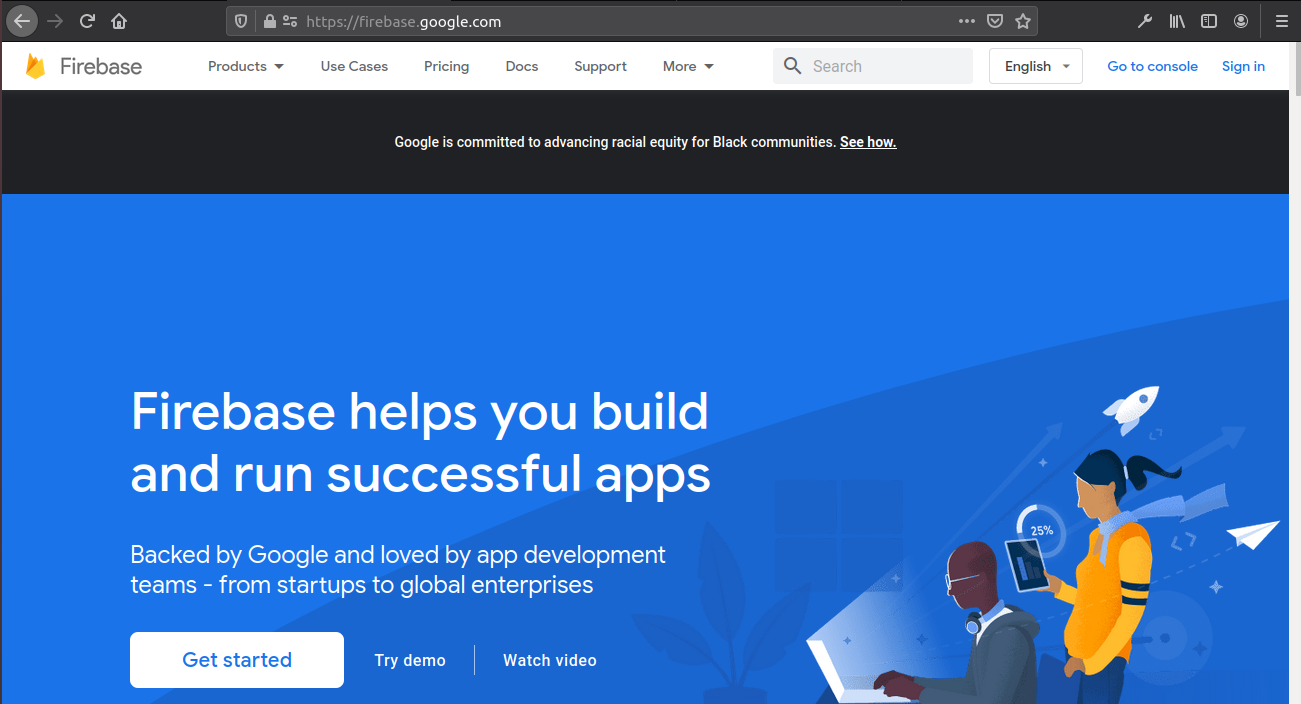 https://firebase.google.com
Firebase
Products
Use Cases
Pricing
Docs
Support
More
Search
English
Go to console
Sign in
Google is committed to advancing racial equity for Black communities. See how.
Firebase helps you build
and run successful apps
Backed by Google and loved by app development
teams - from startups to global enterprises
25%
Get started
Try demo
Watch video